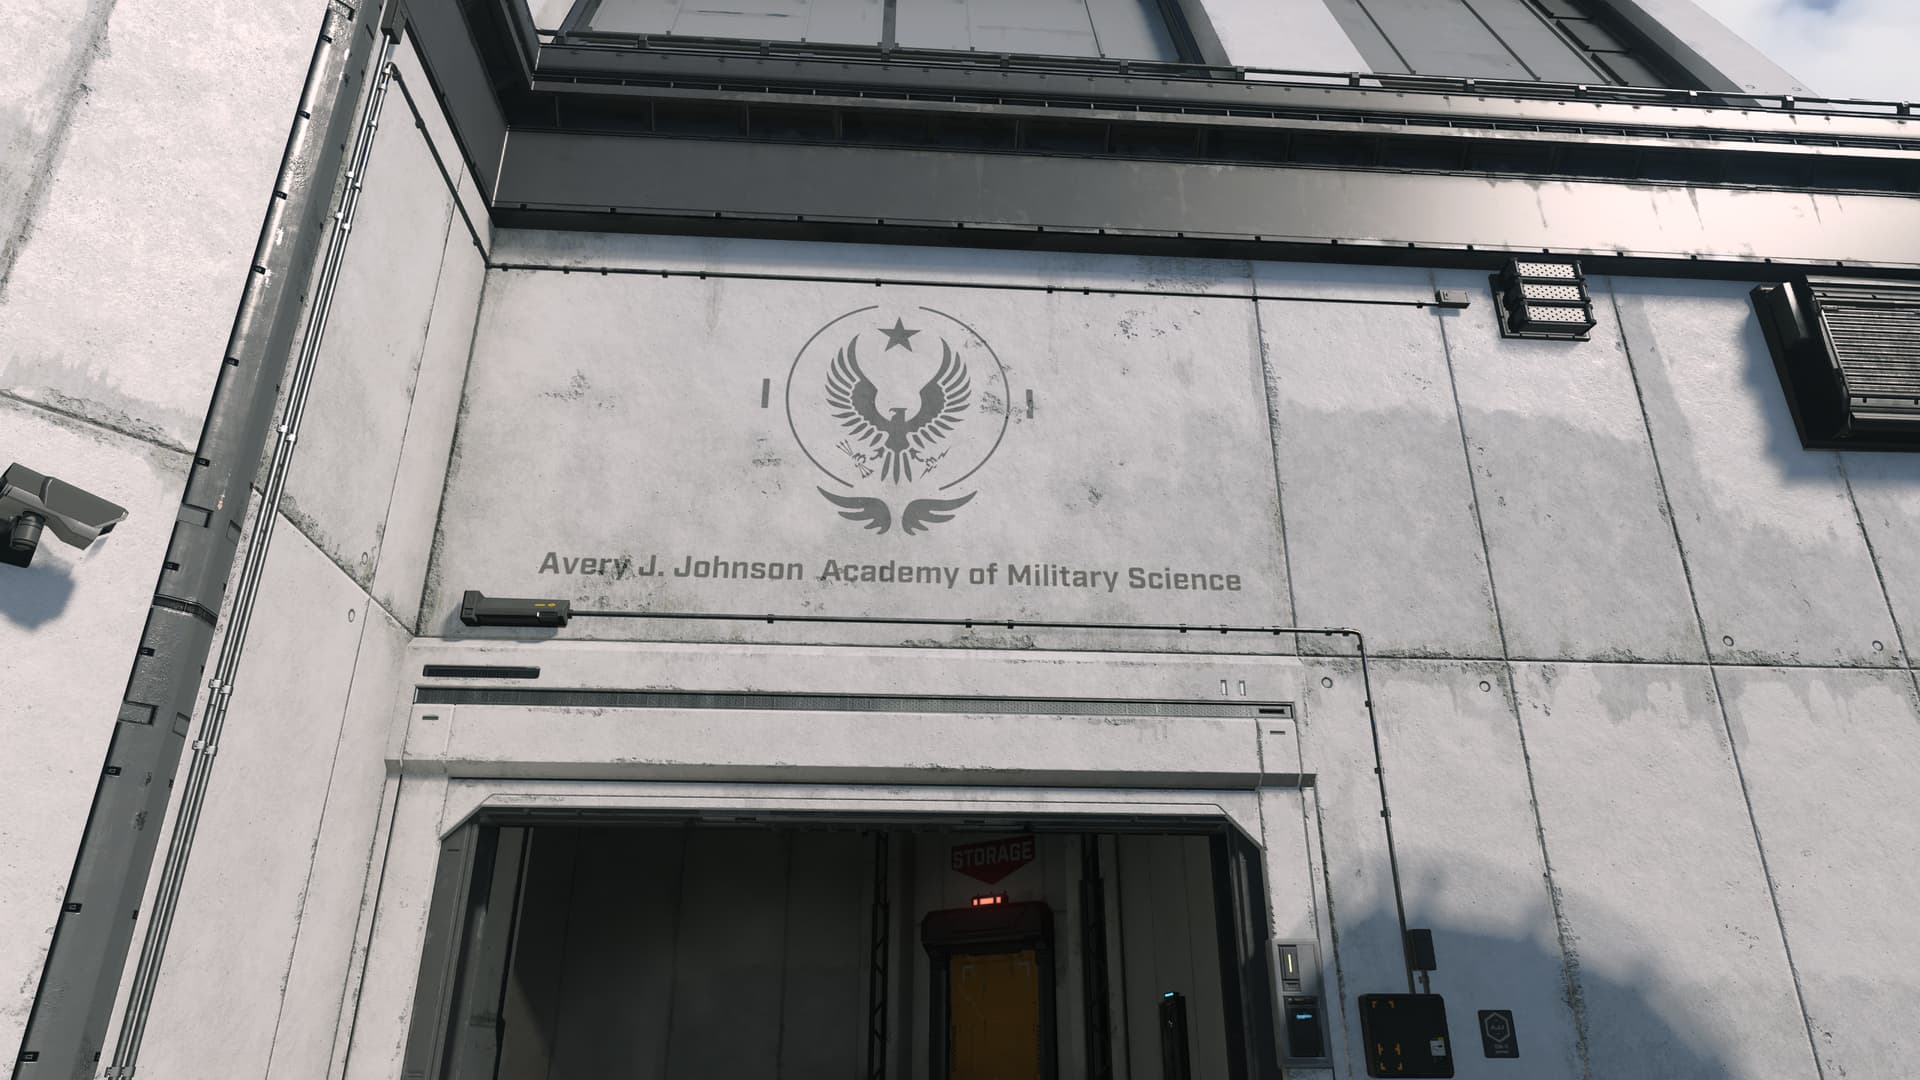 Avery J. Johnson Academy of Military Science
STORAGE